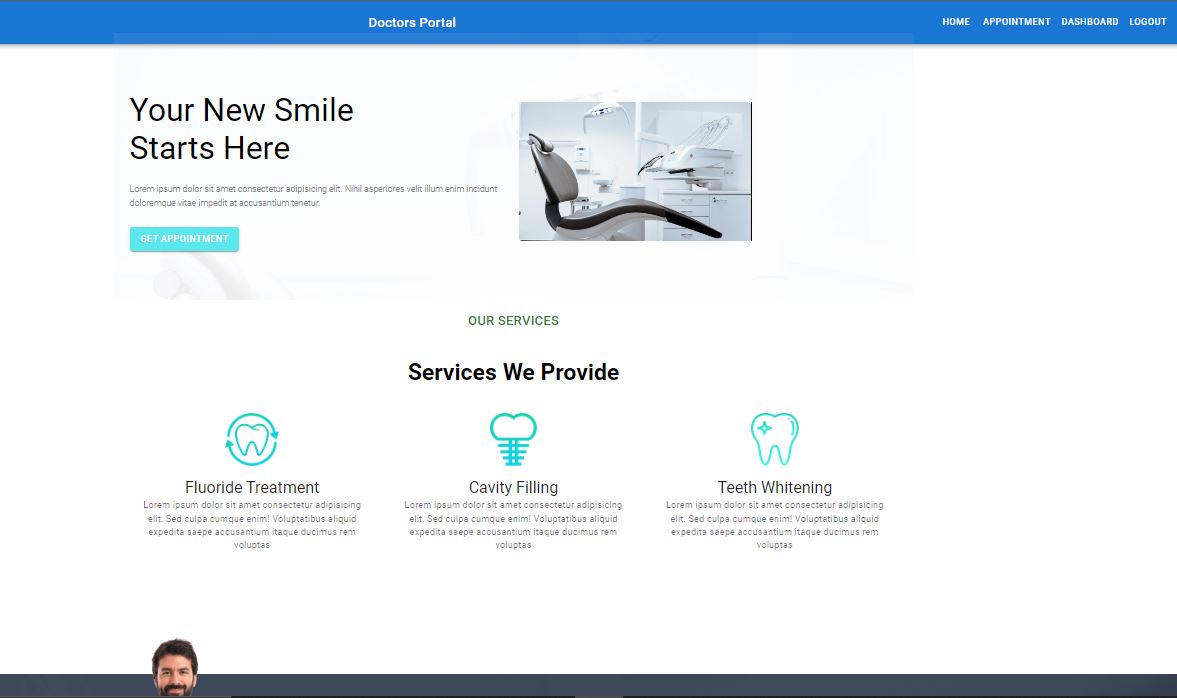 Doctors Portal
HOME APPOINTMENT DASHBOARD LOGOUT
Your New Smile
Starts Here
Lorem ipsum dolor sit amet consectetur adipisicing elit. Nihil asperiores velit illum enim incidunt
doloremque vitae impedit at accusantium tenetur.
GET APPOINTMENT
OUR SERVICES
Services We Provide
Fluoride Treatment
Lorem ipsum dolor sit amet consectetur adipisicing
elit. Sed culpa cumque enim! Voluptatibus aliquid
expedita saepe accusantium itaque ducimus rem
voluptas
Cavity Filling
Lorem ipsum dolor sit amet consectetur adipisicing
elit. Sed culpa cumque enim! Voluptatibus aliquid
expedita saepe accusantium itaque ducimus rem
voluptas
Teeth Whitening
Lorem ipsum dolor sit amet consectetur adipisicing
elit. Sed culpa cumque enim! Voluptatibus aliquid
expedita saepe accusantium itaque ducimus rem
voluptas